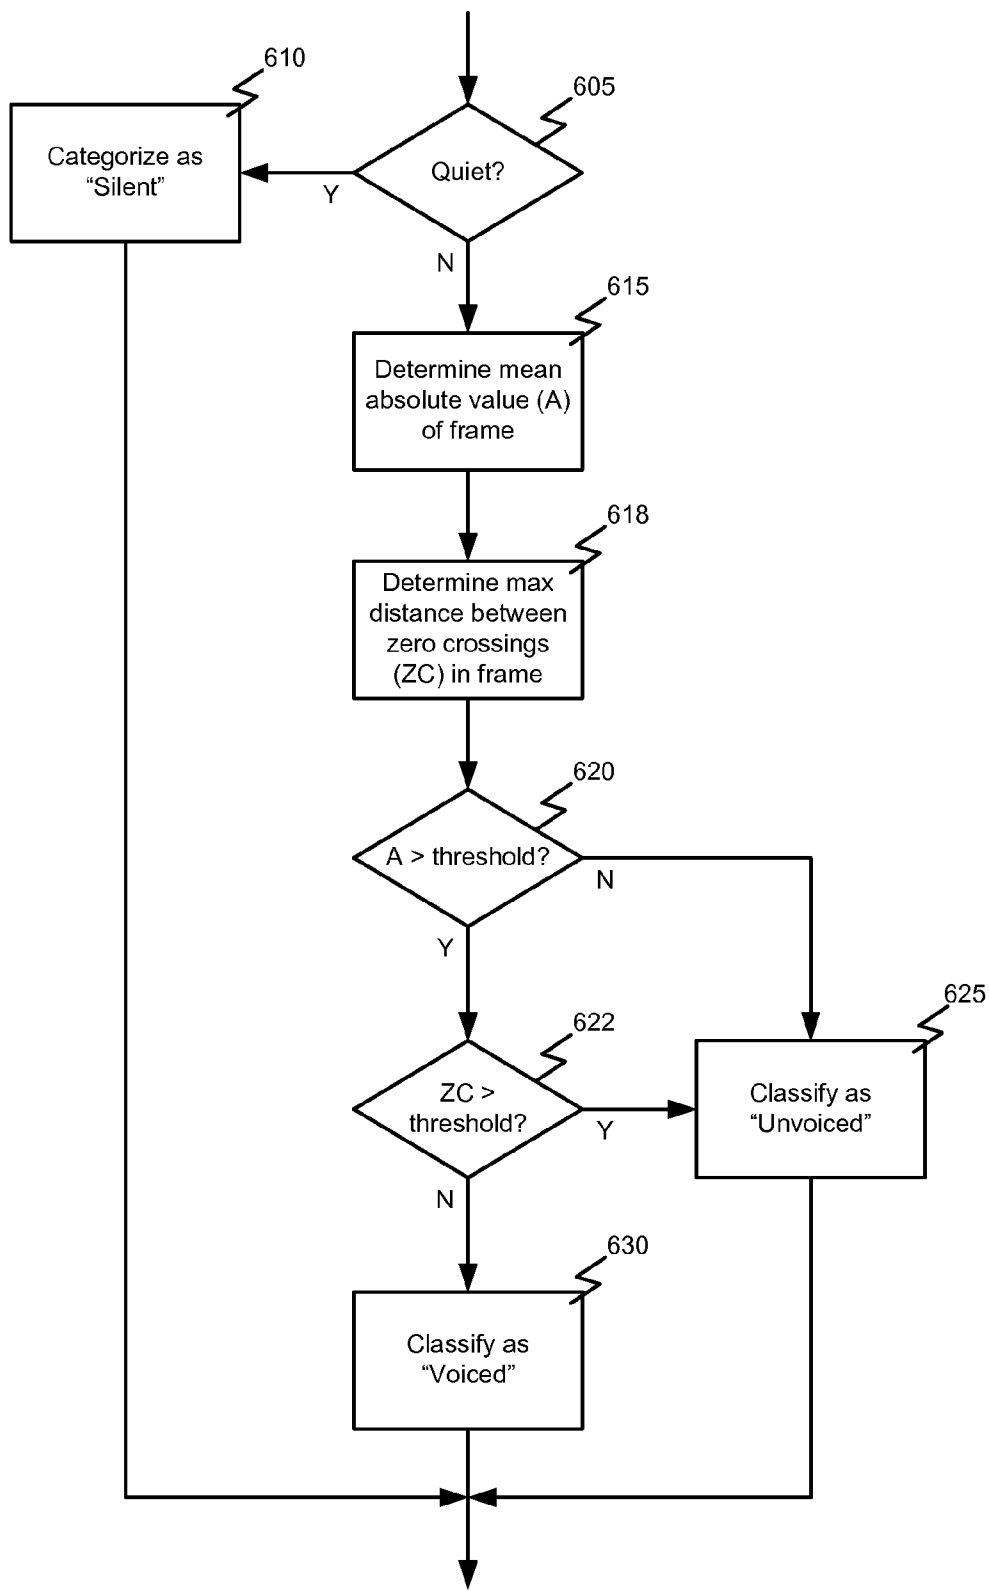 610
605
Categorize as
“Silent”
Quiet?
Y
N
615
Determine mean
absolute value (A)
of frame
618
Determine max
distance between
zero crossings
(ZC) in frame
620
A > threshold?
N
Y
625
622
ZC >
threshold?
Y
Classify as
“Unvoiced”
N
630
Classify as
“Voiced”